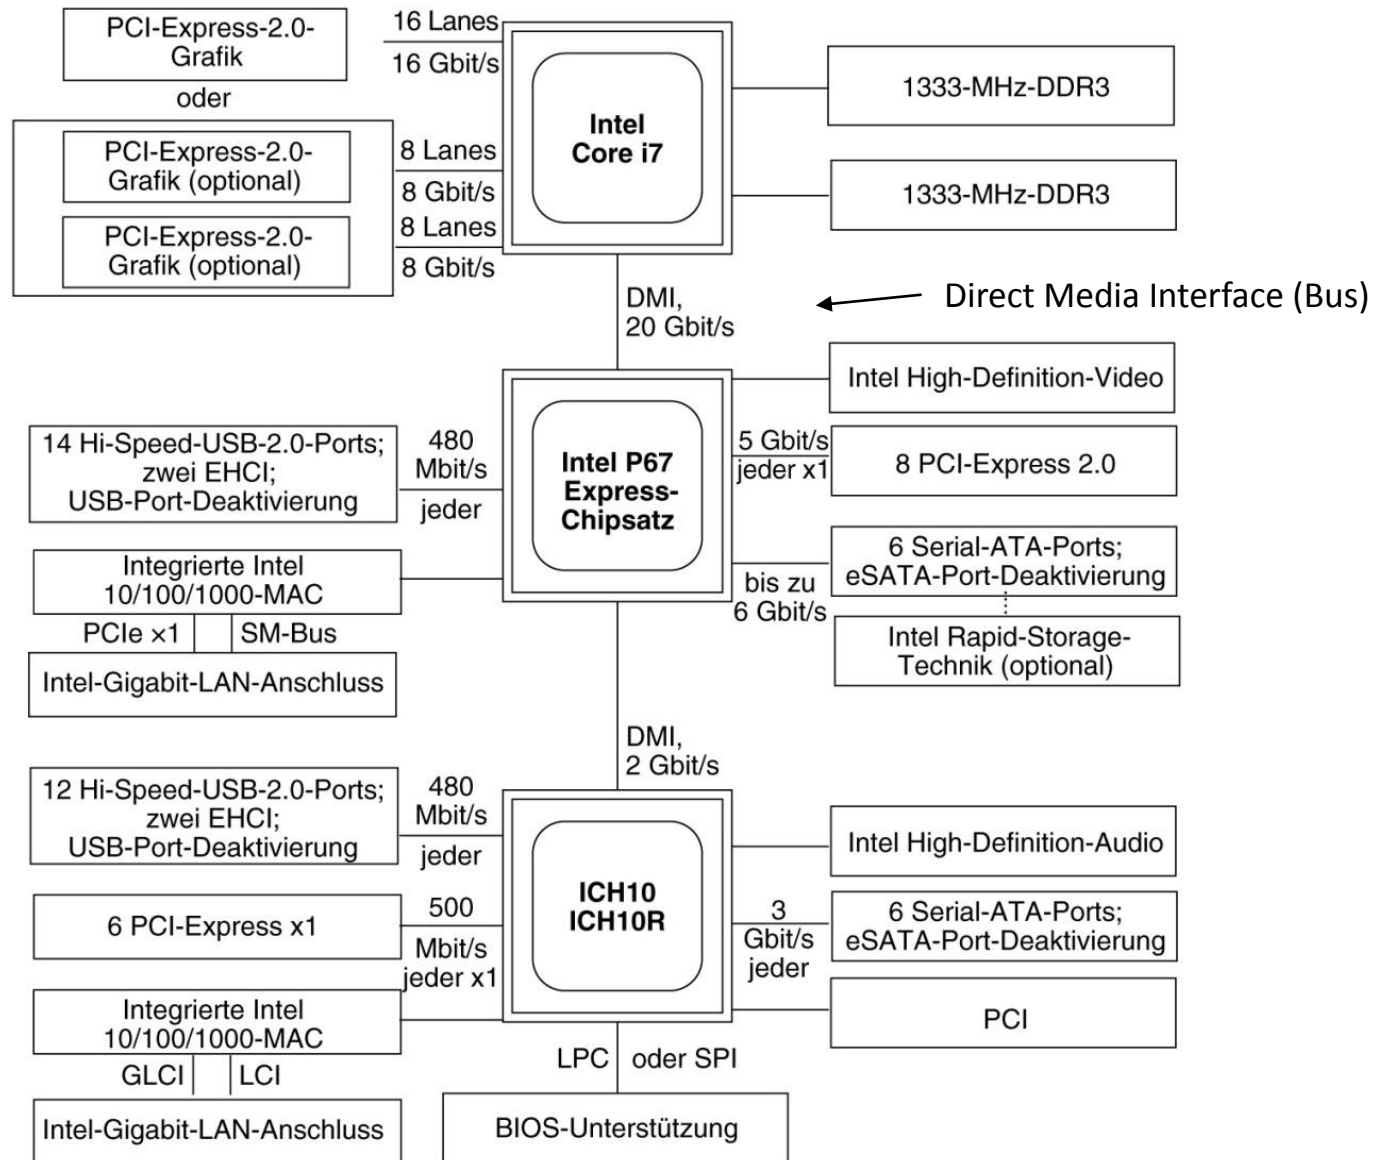 PCI-Express-2.0-
Grafik
oder
PCI-Express-2.0-
Grafik (optional)
PCI-Express-2.0-
Grafik (optional)
16 Lanes
16 Gbit/s
8 Lanes
8 Gbit/s
8 Lanes
8 Gbit/s
Intel
Core i7
1333-MHz-DDR3
1333-MHz-DDR3
DMI,
20 Gbit/s
Direct Media Interface (Bus)
14 Hi-Speed-USB-2.0-Ports;
zwei EHCI;
USB-Port-Deaktivierung
480
Mbit/s
jeder
Integrierte Intel
10/100/1000-MAC
PCIe ×1
SM-Bus
Intel-Gigabit-LAN-Anschluss
Intel P67
Express-
Chipsatz
Intel High-Definition-Video
5 Gbit/s
jeder x1
8 PCI-Express 2.0
bis zu
6 Gbit/s
6 Serial-ATA-Ports;
eSATA-Port-Deaktivierung
Intel Rapid-Storage-
Technik (optional)
DMI,
2 Gbit/s
12 Hi-Speed-USB-2.0-Ports;
zwei EHCI;
USB-Port-Deaktivierung
480
Mbit/s
jeder
6 PCI-Express x1
500
Mbit/s
jeder x1
Integrierte Intel
10/100/1000-MAC
GLCI
LCI
Intel-Gigabit-LAN-Anschluss
ICH10
ICH10R
Intel High-Definition-Audio
3
Gbit/s
jeder
6 Serial-ATA-Ports;
eSATA-Port-Deaktivierung
PCI
LPC oder SPI
BIOS-Unterstützung